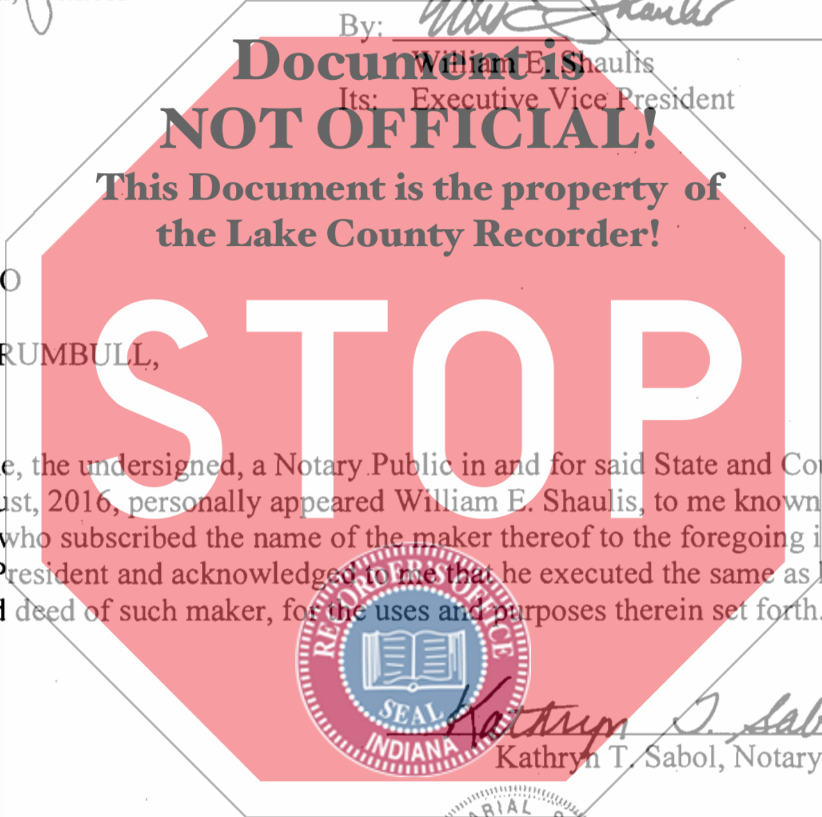 By:
Document is
William E. Shaulis
Its: Executive Vice President
NOT OFFICIAL!
This Document is the property of
the Lake County Recorder!
O
RUMBULL,
STOP
e, the undersigned, a Notary Public in and for said State and Cou
ust, 2016, personally appeared William E. Shaulis, to me known
who subscribed the name of the maker thereof to the foregoing i
President and acknowledged to me that he executed the same as
d deed of such maker, for the uses and purposes therein set forth.
RECORDER'S OFFICE
SEAL
INDIANA
Kathryn T. Sab
Kathryn T. Sabol, Notary
ARIAL